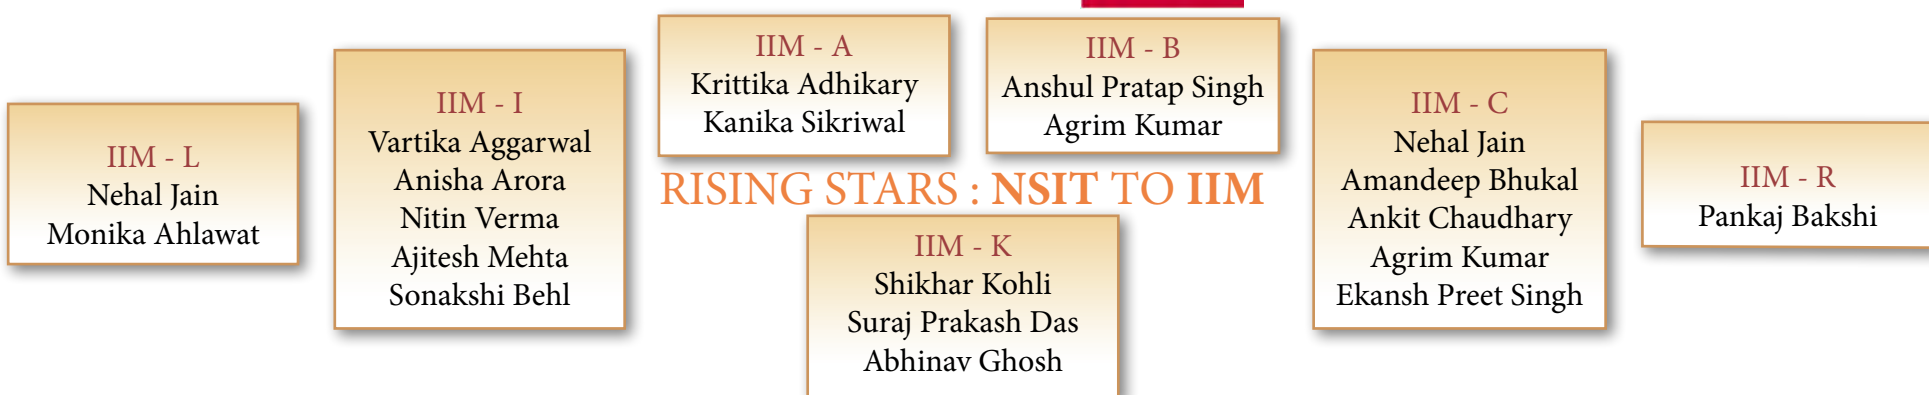 IIM - L
Nehal Jain
Monika Ahlawat
IIM - I
Vartika Aggarwal
Anisha Arora
Nitin Verma
Ajitesh Mehta
Sonakshi Behl
IIM - A
Krittika Adhikary
Kanika Sikriwal
IIM - B
Anshul Pratap Singh
Agrim Kumar
RISING STARS : NSIT TO IIM
IIM - K
Shikhar Kohli
Suraj Prakash Das
Abhinav Ghosh
IIM - C
Nehal Jain
Amandeep Bhukal
Ankit Chaudhary
Agrim Kumar
Ekansh Preet Singh
IIM - R
Pankaj Bakshi